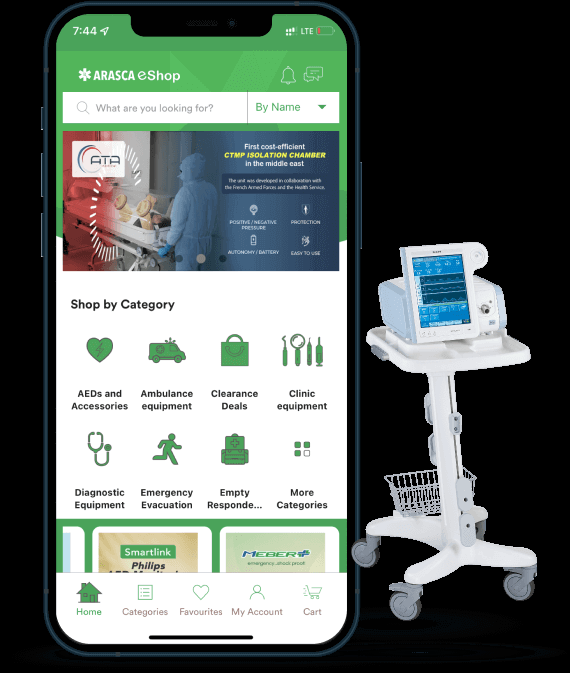 7:44
LTE
ARASCA eShop
What are you looking for?
By Name
ATA
First cost-efficient
CTMP ISOLATION CHAMBER
in the middle east
The unit was developed in collaboration with
the French Armed Forces and the Health Service.
POSITIVE / NEGATIVE
PRESSURE
PROTECTION
AUTONOMY / BATTERY
EASY TO USE
Shop by Category
AEDs and
Accessories
Ambulance
equipment
Clearance
Deals
Clinic
equipment
Diagnostic
Equipment
Emergency
Evacuation
Empty
Responde...
More
Categories
Smartlink
Philips
MEBER
emergency...shock proof!
Home
Categories
Favourites
My Account
Cart